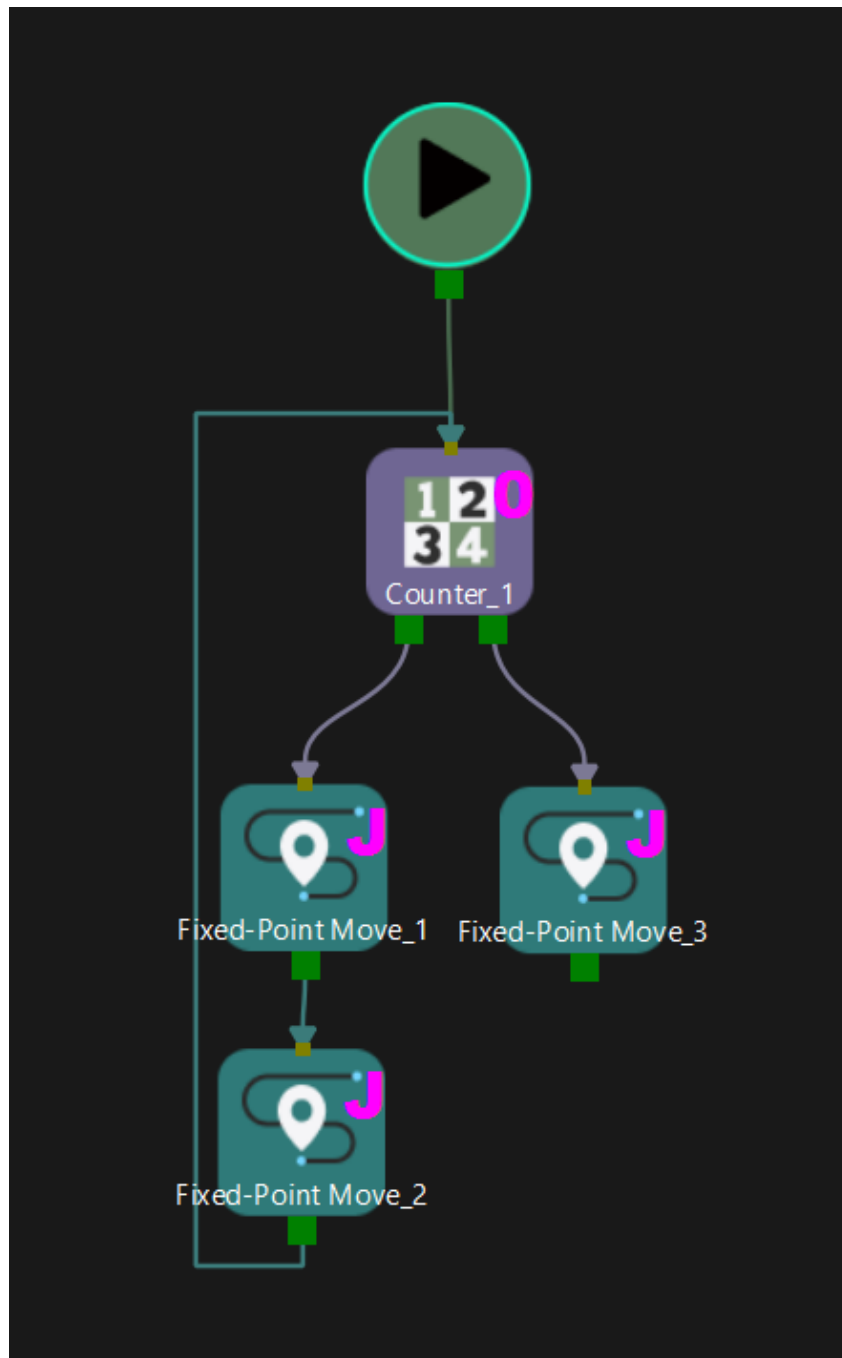 1 2 0
3 4
Counter_1
J J
Fixed-Point Move_1 Fixed-Point Move_3
J
Fixed-Point Move_2